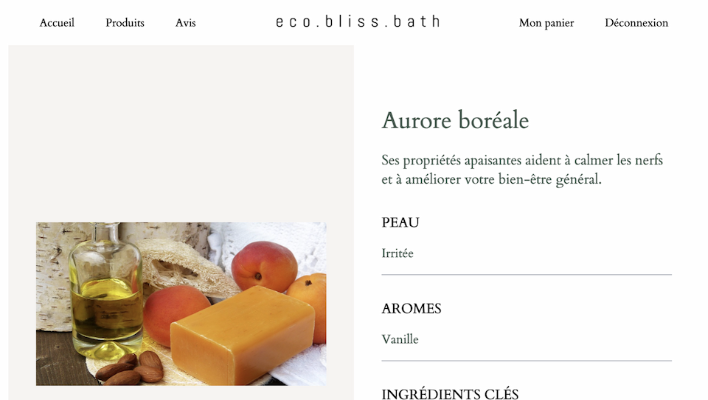 Accueil Produits Avis eco.bliss.bath Mon panier Déconnexion
Aurore boréale
Ses propriétés apaisantes aident à calmer les nerfs
et à améliorer votre bien-être général.
PEAU
Irritée
AROMES
Vanille
INGRÉDIENTS CLÉS